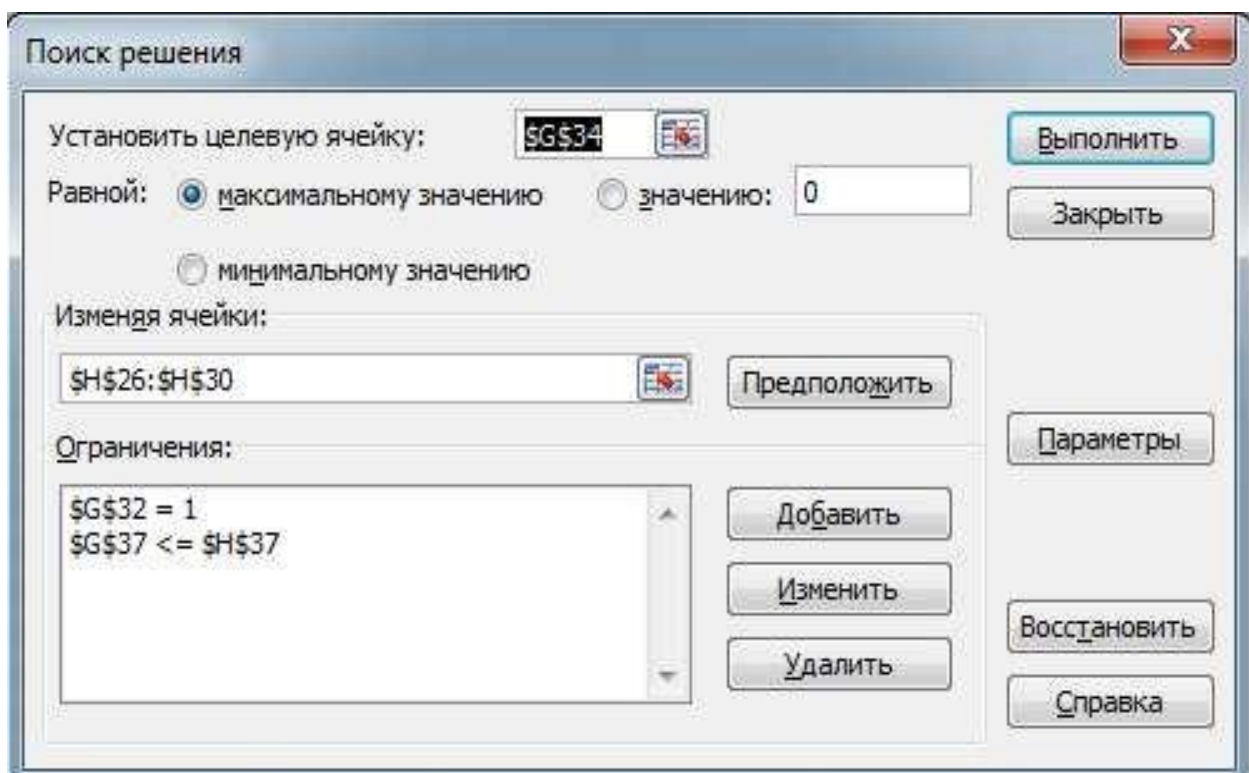 Поиск решения
Установить целевую ячейку: $G$34
Выполнить
Равной: максимальному значению значению: 0
Закрыть
минимальному значению
Изменяя ячейки:
$H$26:$H$30
Предположить
Параметры
Ограничения:
$G$32 = 1
$G$37 <= $H$37
Добавить
Изменить
Удалить
Восстановить
Справка